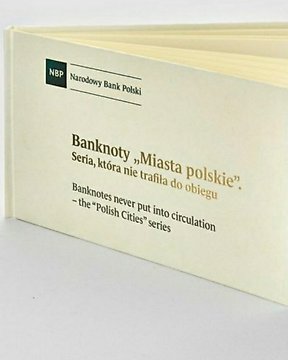 NBP Narodowy Bank Polski
Banknoty „Miasta polskie”.
Seria, która nie trafiła do obiegu
Banknotes never put into circulation
– the “Polish Cities” series